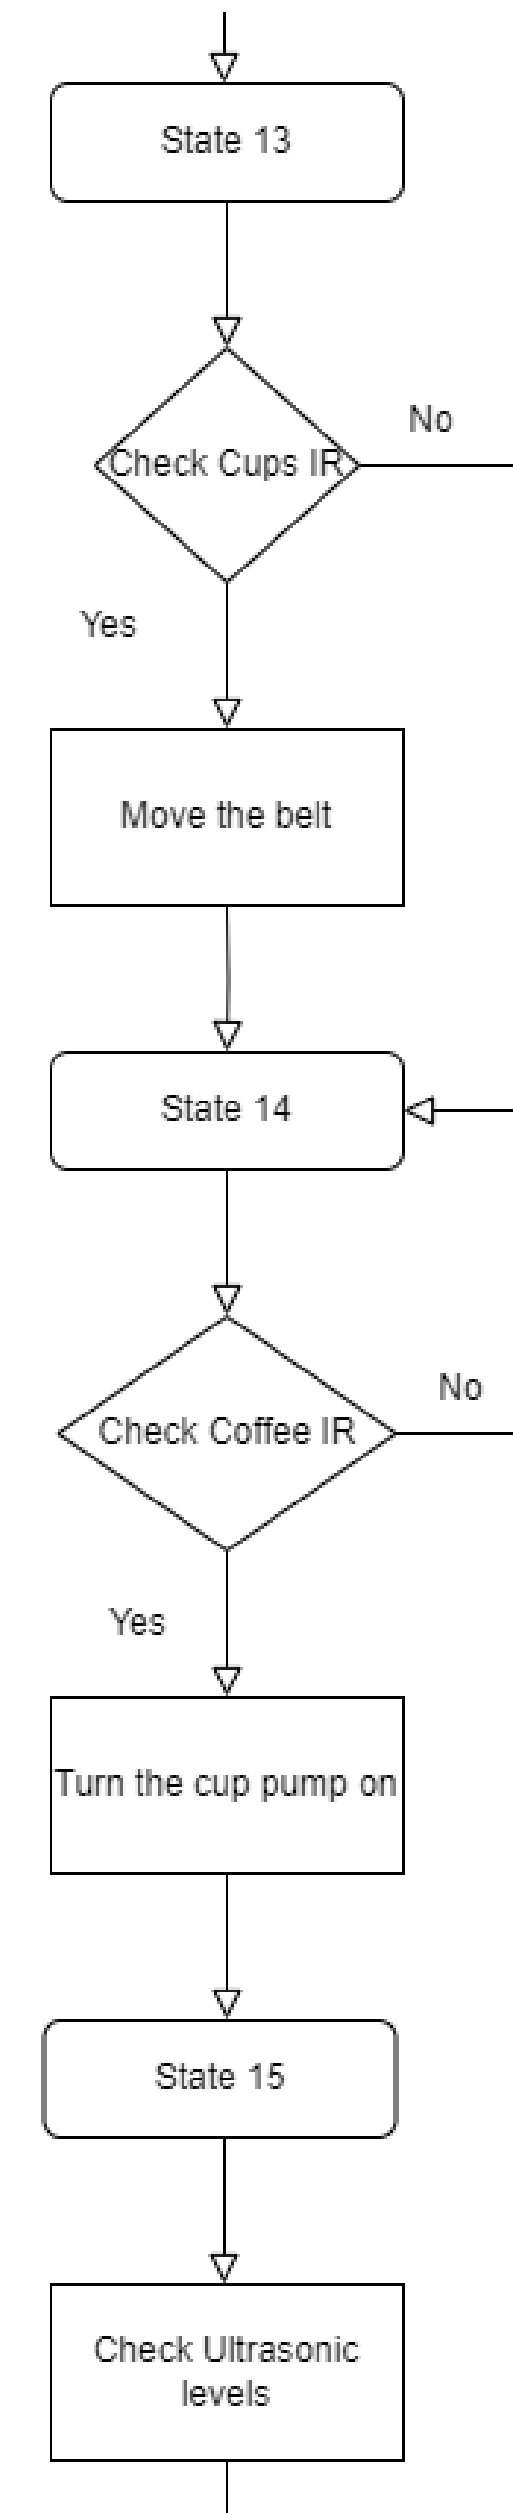 State 13
Check Cups IR
No
Yes
Move the belt
State 14
Check Coffee IR
No
Yes
Turn the cup pump on
State 15
Check Ultrasonic
levels